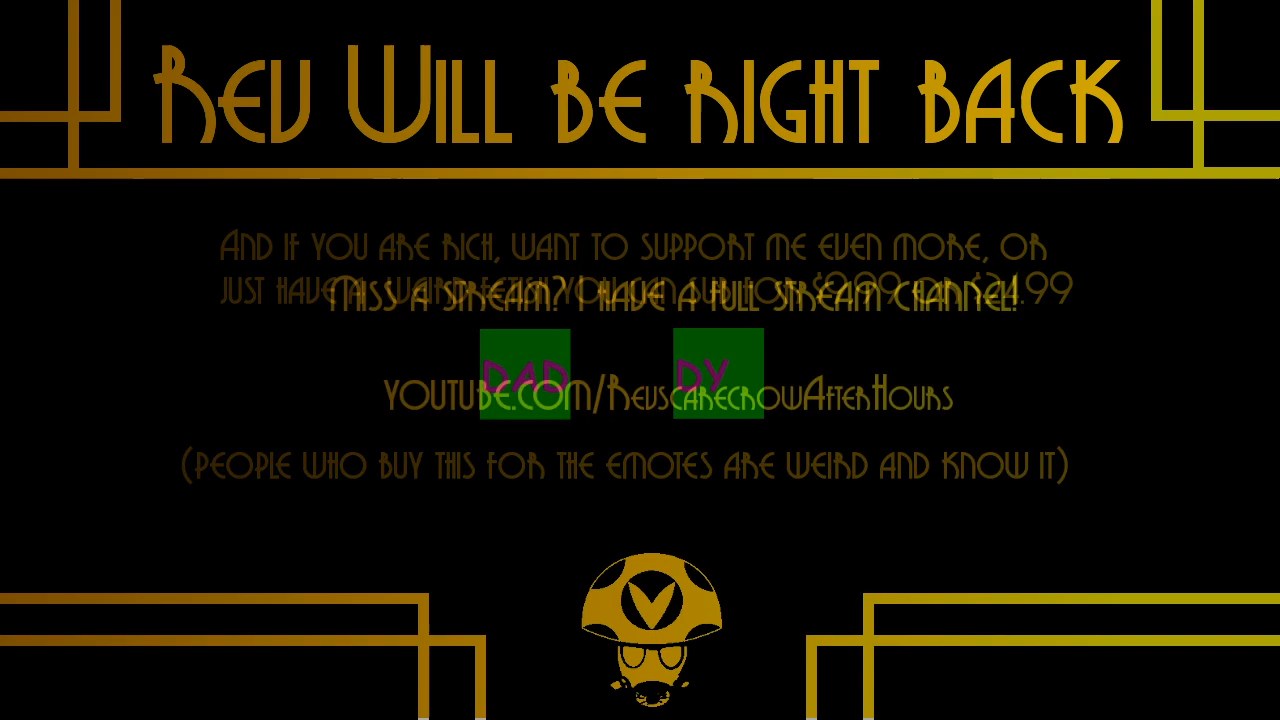 Rev Will be right back
And if you are rich, want to support me even more, or
just have a weird fetish? You can sub for $9.99 or $24.99
Miss a stream? I have a full stream channel!
DAD DY
youtube.com/RevscarecrowAfterHours
(people who buy this for the emotes are weird and know it)